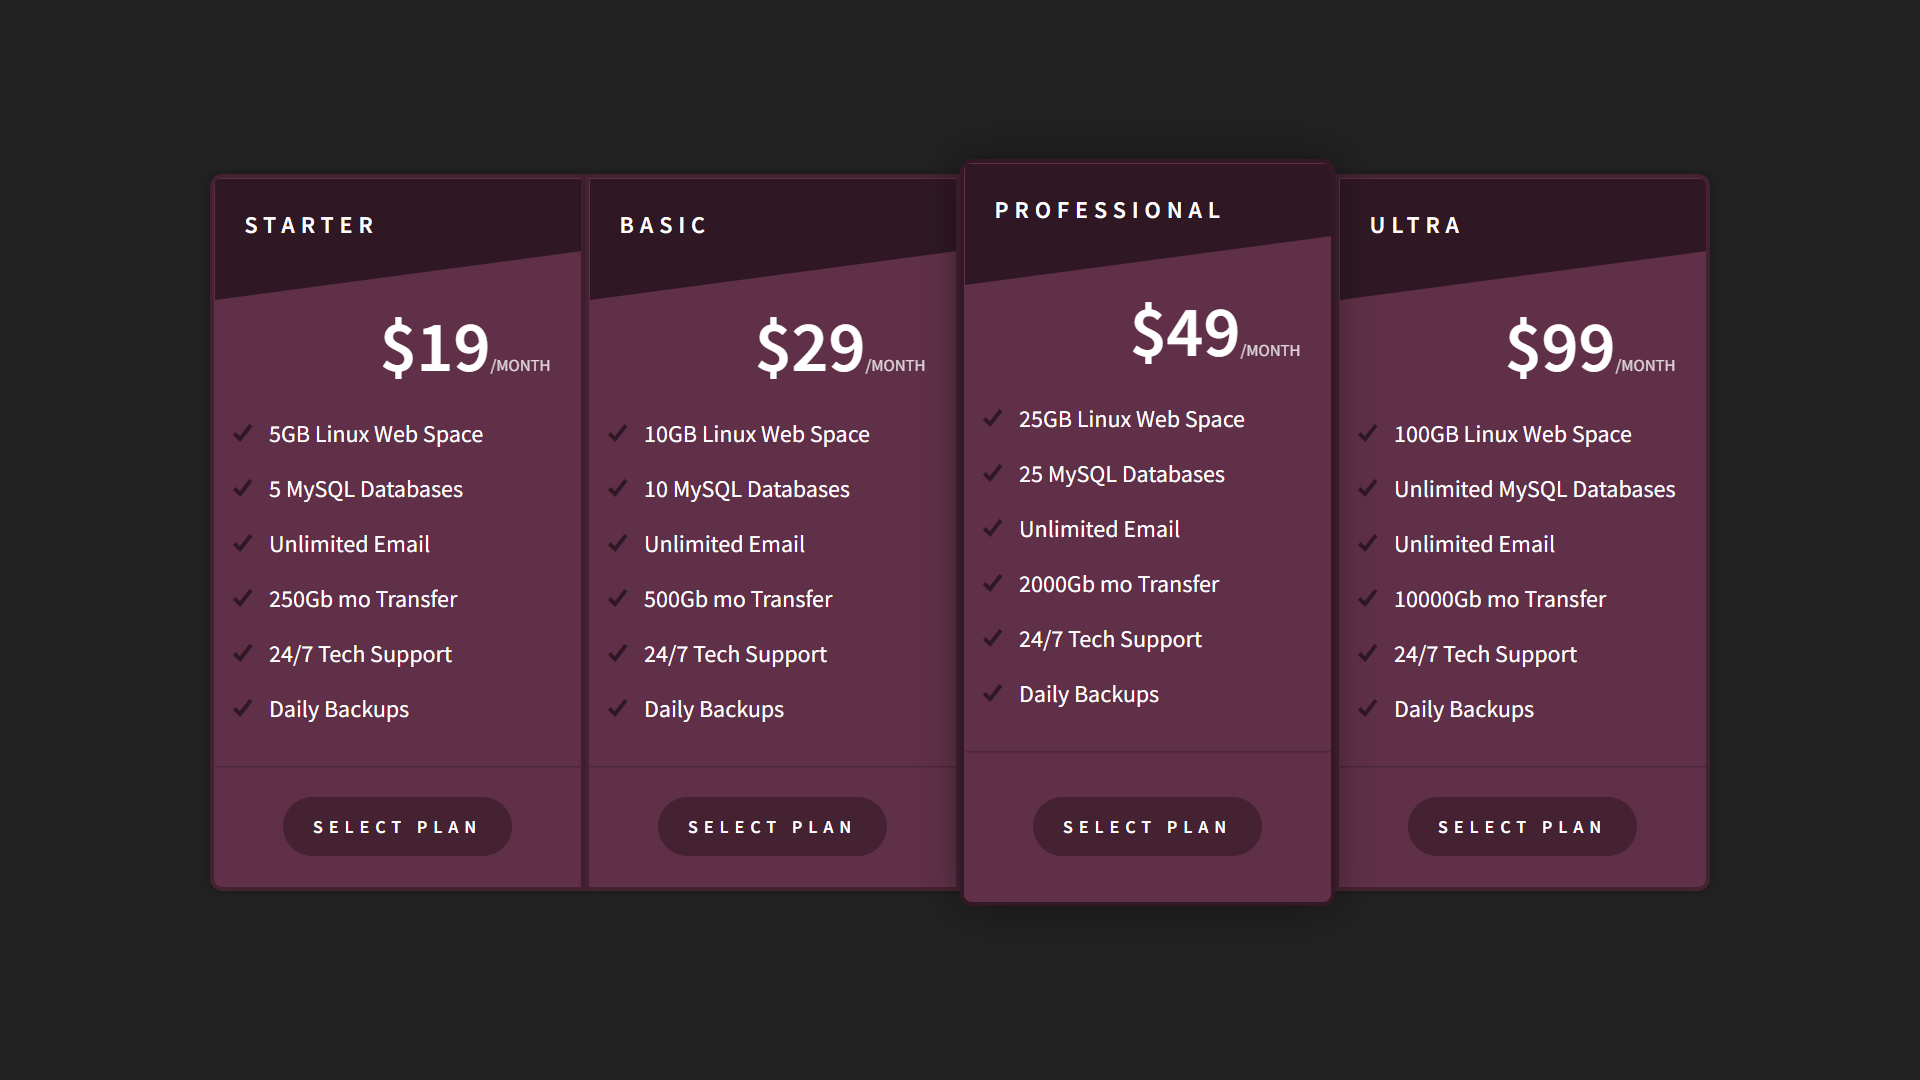 STARTER
$19/MONTH
5GB Linux Web Space
5 MySQL Databases
Unlimited Email
250Gb mo Transfer
24/7 Tech Support
Daily Backups
SELECT PLAN
BASIC
$29/MONTH
10GB Linux Web Space
10 MySQL Databases
Unlimited Email
500Gb mo Transfer
24/7 Tech Support
Daily Backups
SELECT PLAN
PROFESSIONAL
$49/MONTH
25GB Linux Web Space
25 MySQL Databases
Unlimited Email
2000Gb mo Transfer
24/7 Tech Support
Daily Backups
SELECT PLAN
ULTRA
$99/MONTH
100GB Linux Web Space
Unlimited MySQL Databases
Unlimited Email
10000Gb mo Transfer
24/7 Tech Support
Daily Backups
SELECT PLAN